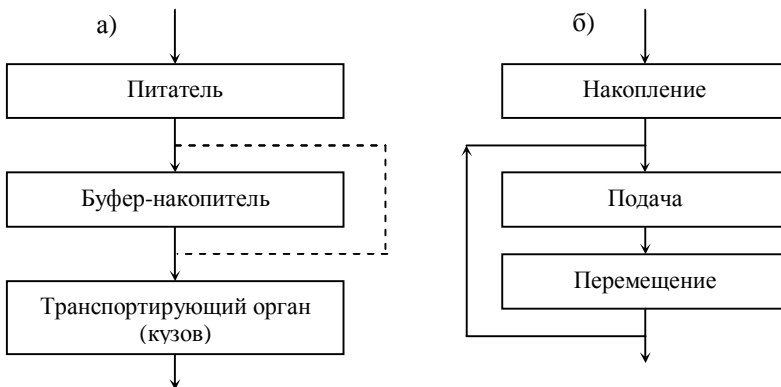 а)
Питатель
Буфер-накопитель
Транспортирующий орган
(кузов)
б)
Накопление
Подача
Перемещение